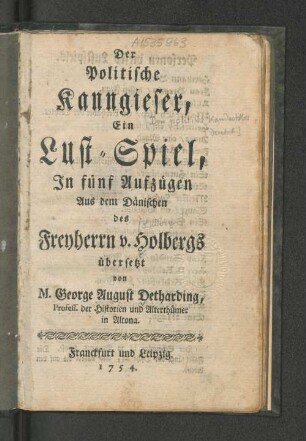 Der
Politische
Kanngieser,
Ein
Lust-Spiel,
In fünf Aufzügen
Aus dem Dänischen
des
Freyherrn v. Holbergs
übersetzt
von
M. George August Detharding,
Profess. der Historien und Alterthümer
in Altona.
Franckfurt und Leipzig.
1754.